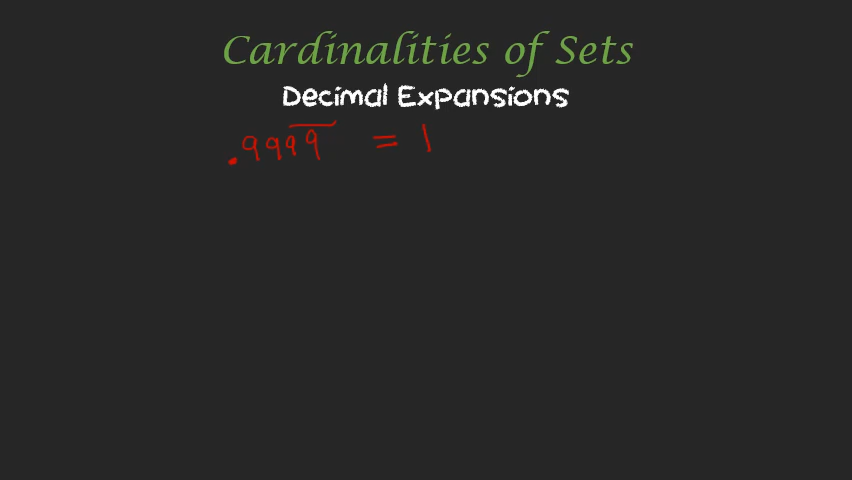 Cardinalities of Sets
Decimal Expansions
.9999̅ = 1